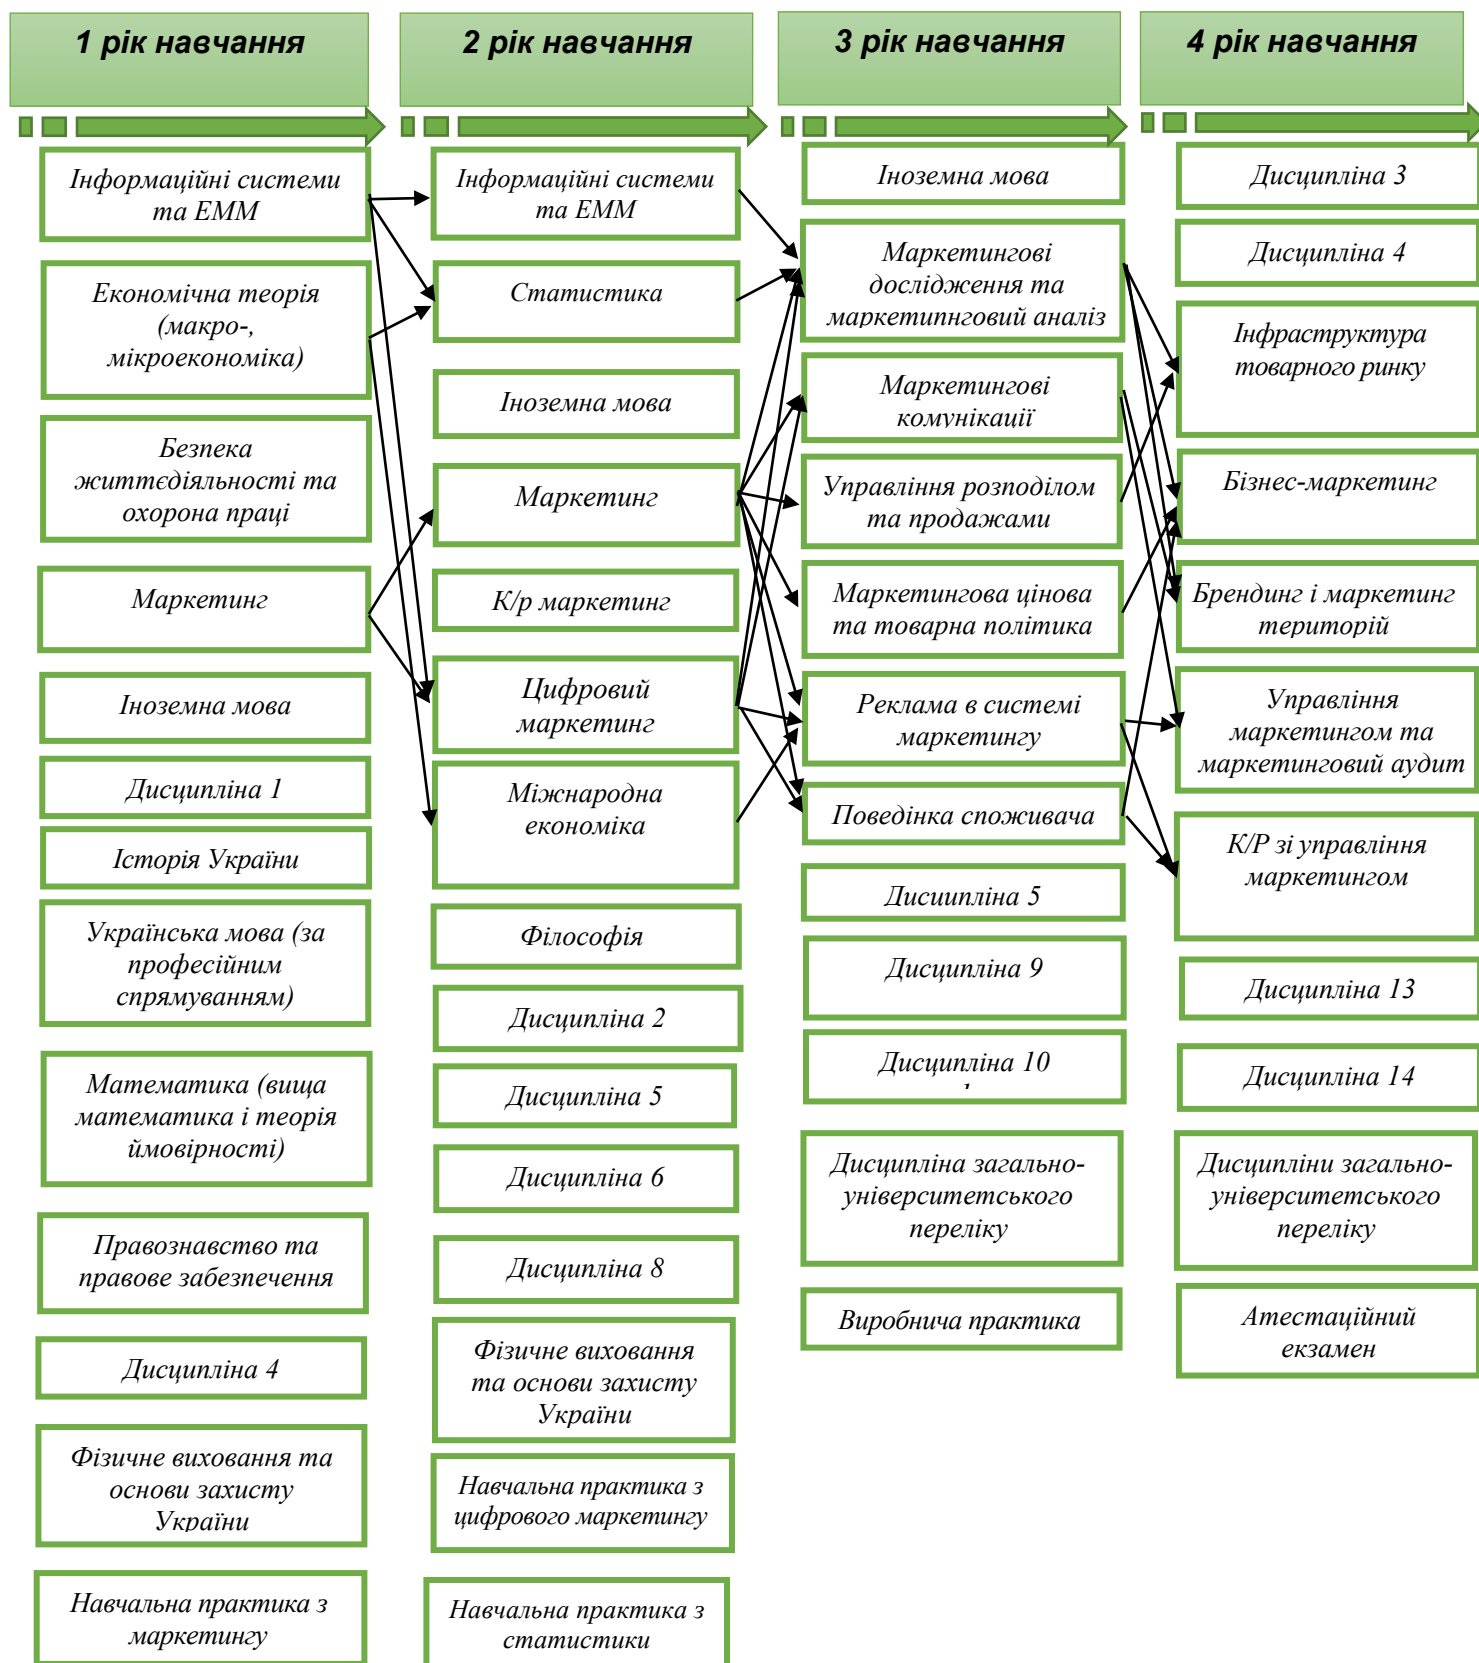 1 рік навчання
Інформаційні системи
та ЕММ
Економічна теорія
(макро-,
мікроекономіка)
Безпека
життєдіяльності та
охорона праці
Маркетинг
Іноземна мова
Дисципліна 1
Історія України
Українська мова (за
професійним
спрямуванням)
Математика (вища
математика і теорія
ймовірності)
Правознавство та
правове забезпечення
Дисципліна 4
Фізичне виховання та
основи захисту
України
Навчальна практика з
маркетингу
2 рік навчання
Інформаційні системи
та ЕММ
Статистика
Іноземна мова
Маркетинг
К/р маркетинг
Цифровий
маркетинг
Міжнародна
економіка
Філософія
Дисципліна 2
Дисципліна 5
Дисципліна 6
Дисципліна 8
Фізичне виховання
та основи захисту
України
Навчальна практика з
цифрового маркетингу
Навчальна практика з
статистики
3 рік навчання
Іноземна мова
Маркетингові
дослідження та
маркетипнговий аналіз
Маркетингові
комунікації
Управління розподілом
та продажами
Маркетингова цінова
та товарна політика
Реклама в системі
маркетингу
Поведінка споживача
Дисципліна 5
Дисципліна 9
Дисципліна 10
Дисципліна загально-
університетського
переліку
Виробнича практика
4 рік навчання
Дисципліна 3
Дисципліна 4
Інфраструктура
товарного ринку
Бізнес-маркетинг
Брендинг і маркетинг
територій
Управління
маркетингом та
маркетинговий аудит
К/Р зі управління
маркетингом
Дисципліна 13
Дисципліна 14
Дисципліни загально-
університетського
переліку
Атестаційний
екзамен